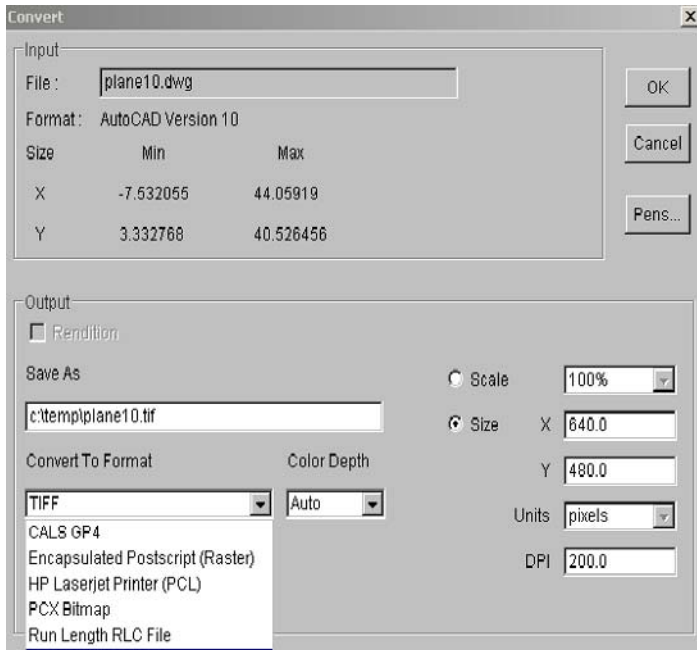 Convert
Input
File : plane10.dwg
OK
Format : AutoCAD Version 10
Cancel
Size Min Max
X -7.532055 44.05919
Pens...
Y 3.332768 40.526456
Output
Rendition
Save As
Scale 100%
c:\temp\plane10.tif
Size X 640.0
Convert To Format Color Depth
Y 480.0
TIFF Auto
Units pixels
CALS GP4
Encapsulated Postscript (Raster)
DPI 200.0
HP Laserjet Printer (PCL)
PCX Bitmap
Run Length RLC File